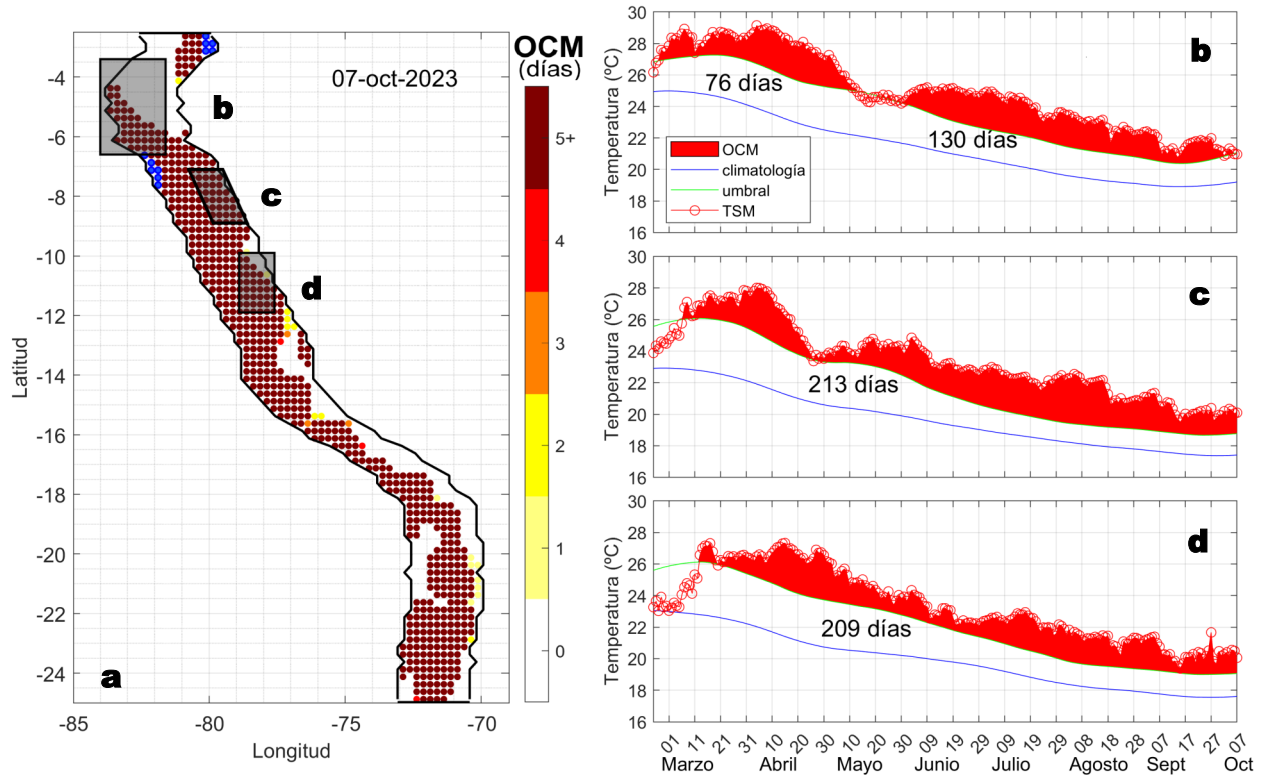 07-oct-2023
OCM
(días)
5+
4
3
2
1
0
-4
-6
-8
-10
-12
-14
-16
-18
-20
-22
-24
-85
-80
-75
-70
Latitud
Longitud
a
b
c
d
Temperatura (ºC)
30
28
26
24
22
20
18
16
b
76 días
130 días
OCM
climatología
umbral
TSM
Temperatura (ºC)
30
28
26
24
22
20
18
16
c
213 días
Temperatura (ºC)
30
28
26
24
22
20
18
16
d
209 días
01 11 21 31 10 20 30 10 20 30 09 19 29 09 19 29 08 18 28 07 17 27 07
Marzo Abril Mayo Junio Julio Agosto Sept Oct